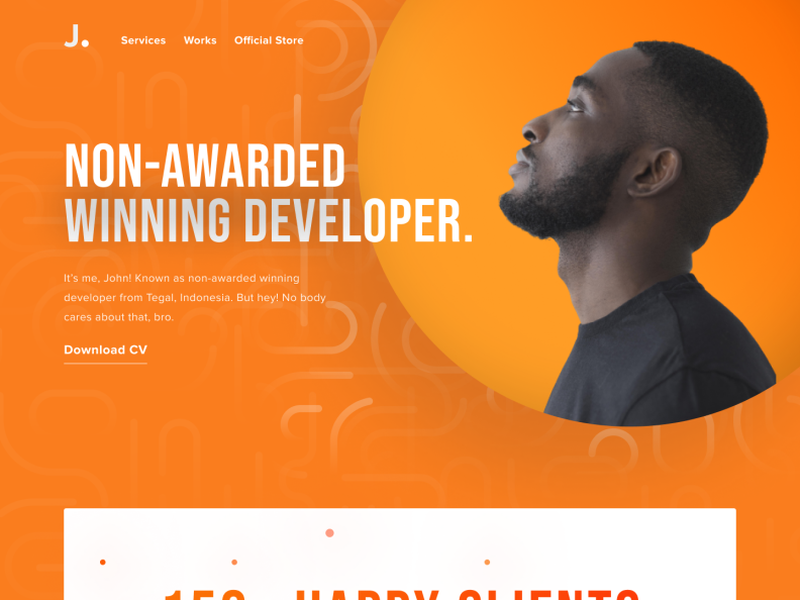 J.
Services Works Official Store
NON-AWARDED
WINNING DEVELOPER.
It's me, John! Known as non-awarded winning
developer from Tegal, Indonesia. But hey! No body
cares about that, bro.
Download CV
HAPPY CLIENTS